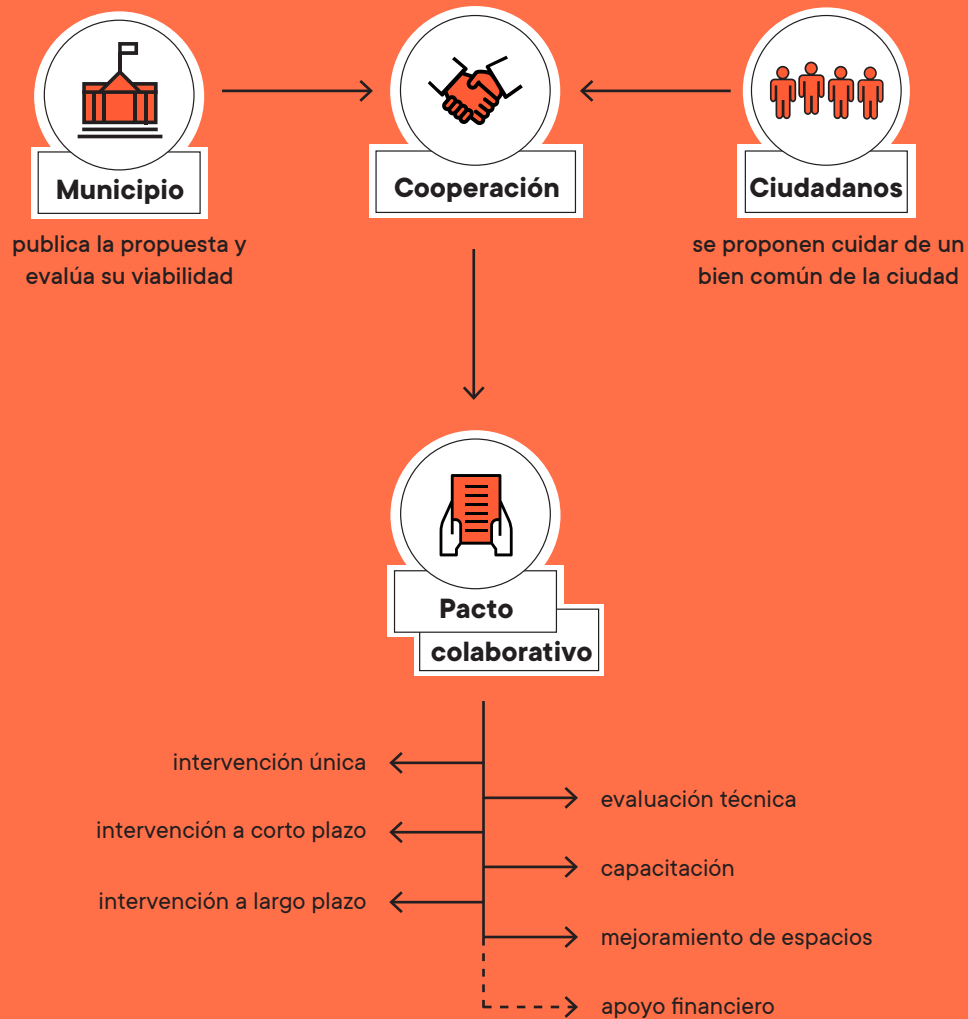 Municipio
publica la propuesta y
evalúa su viabilidad
Cooperación
Ciudadanos
se proponen cuidar de un
bien común de la ciudad
Pacto
colaborativo
intervención única
evaluación técnica
intervención a corto plazo
capacitación
intervención a largo plazo
mejoramiento de espacios
apoyo financiero